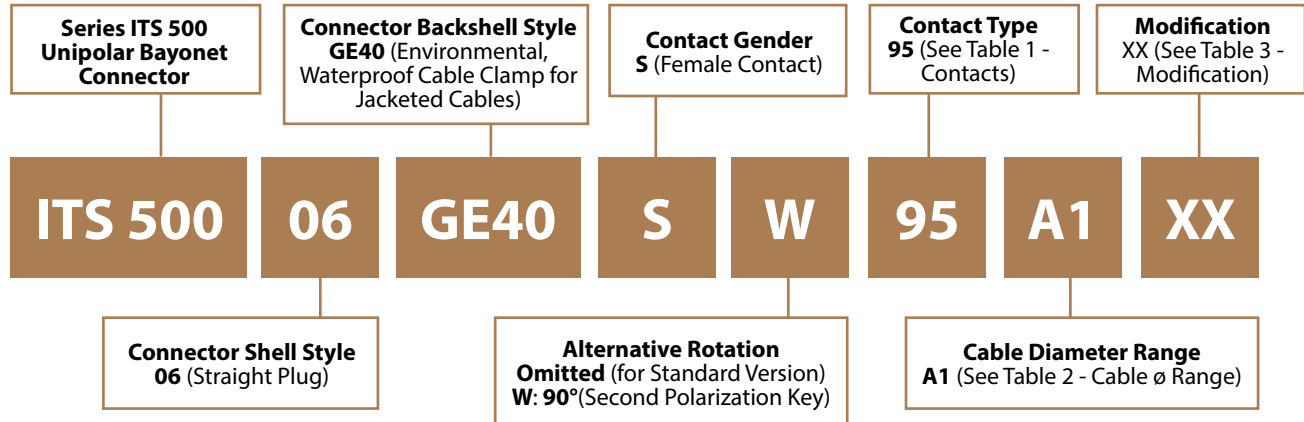 Series ITS 500
Unipolar Bayonet
Connector
Connector Backshell Style
GE40 (Environmental,
Waterproof Cable Clamp for
Jacketed Cables)
Contact Gender
S (Female Contact)
Contact Type
95 (See Table 1 -
Contacts)
Modification
XX (See Table 3 -
Modification)
ITS 500 06 GE40 S W 95 A1 XX
Connector Shell Style
06 (Straight Plug)
Alternative Rotation
Omitted (for Standard Version)
W: 90°(Second Polarization Key)
Cable Diameter Range
A1 (See Table 2 - Cable ø Range)